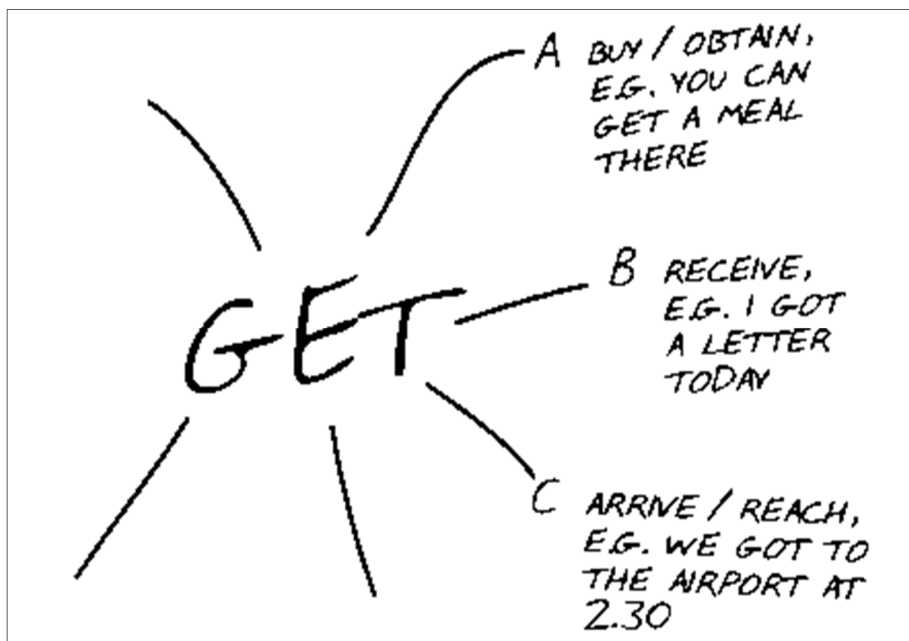 GET
A BUY / OBTAIN,
E.G. YOU CAN
GET A MEAL
THERE
B RECEIVE,
E.G. I GOT
A LETTER
TODAY
C ARRIVE / REACH,
E.G. WE GOT TO
THE AIRPORT AT
2.30